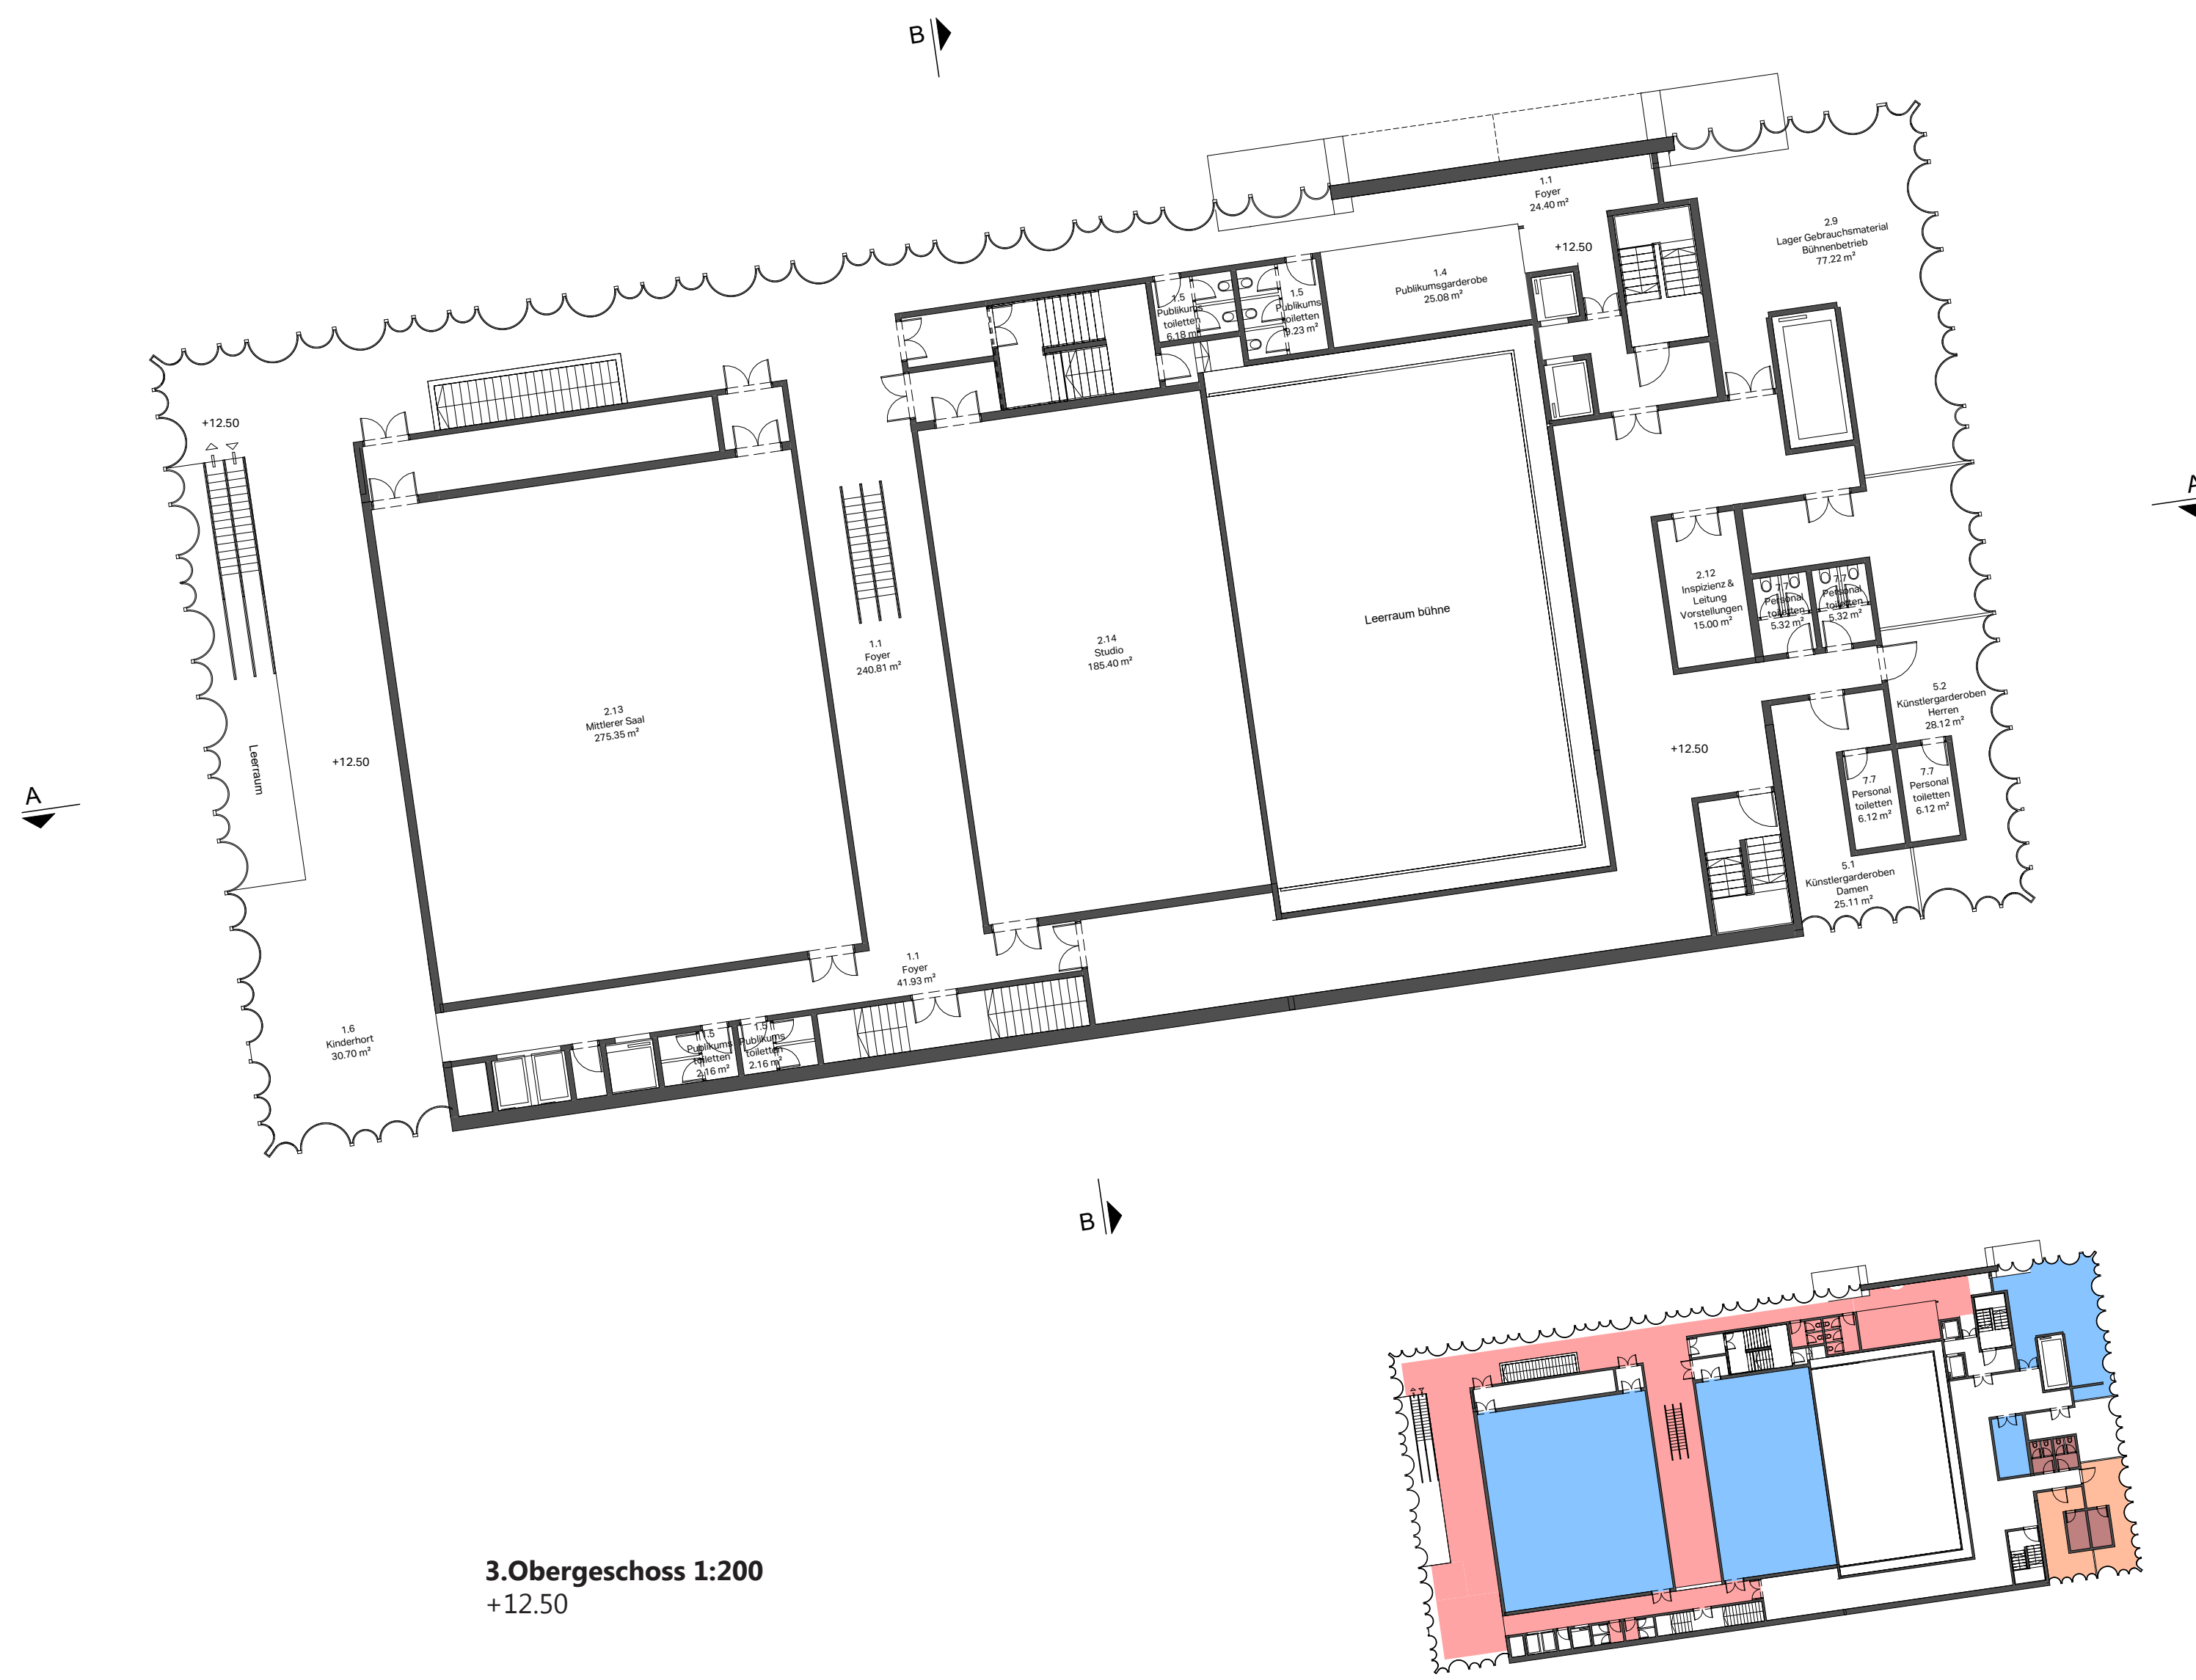 B
1.1
Foyer
24.40 m²
+12.50
2.9
Lager Gebrauchsmaterial
Bühnenbetrieb
77.22 m²
1.4
Publikumsgarderobe
25.08 m²
1.5
Publikums
toiletten
6.18 m
1.5
Publikums
toiletten
9.23 m²
+12.50
A
2.12
Inspizienz &
Leitung
Vorstellungen
15.00 m²
7.7
Personal
toiletten
5.32 m²
7.7
Personal
toiletten
5.32 m²
Leerraum bühne
2.14
Studio
185.40 m²
1.1
Foyer
240.81 m²
2.13
Mittlerer Saal
275.35 m²
Leerraum
+12.50
+12.50
5.2
Künstlergarderoben
Herren
28.12 m²
7.7
Personal
toiletten
6.12 m²
7.7
Personal
toiletten
6.12 m²
A
5.1
Künstlergarderoben
Damen
25.11 m²
1.1
Foyer
41.93 m²
1.6
Kinderhort
30.70 m²
1.5
Publikums
toiletten
2.16 m²
1.5
Publikums
toiletten
2.16 m²
B
3.Obergeschoss 1:200
+12.50